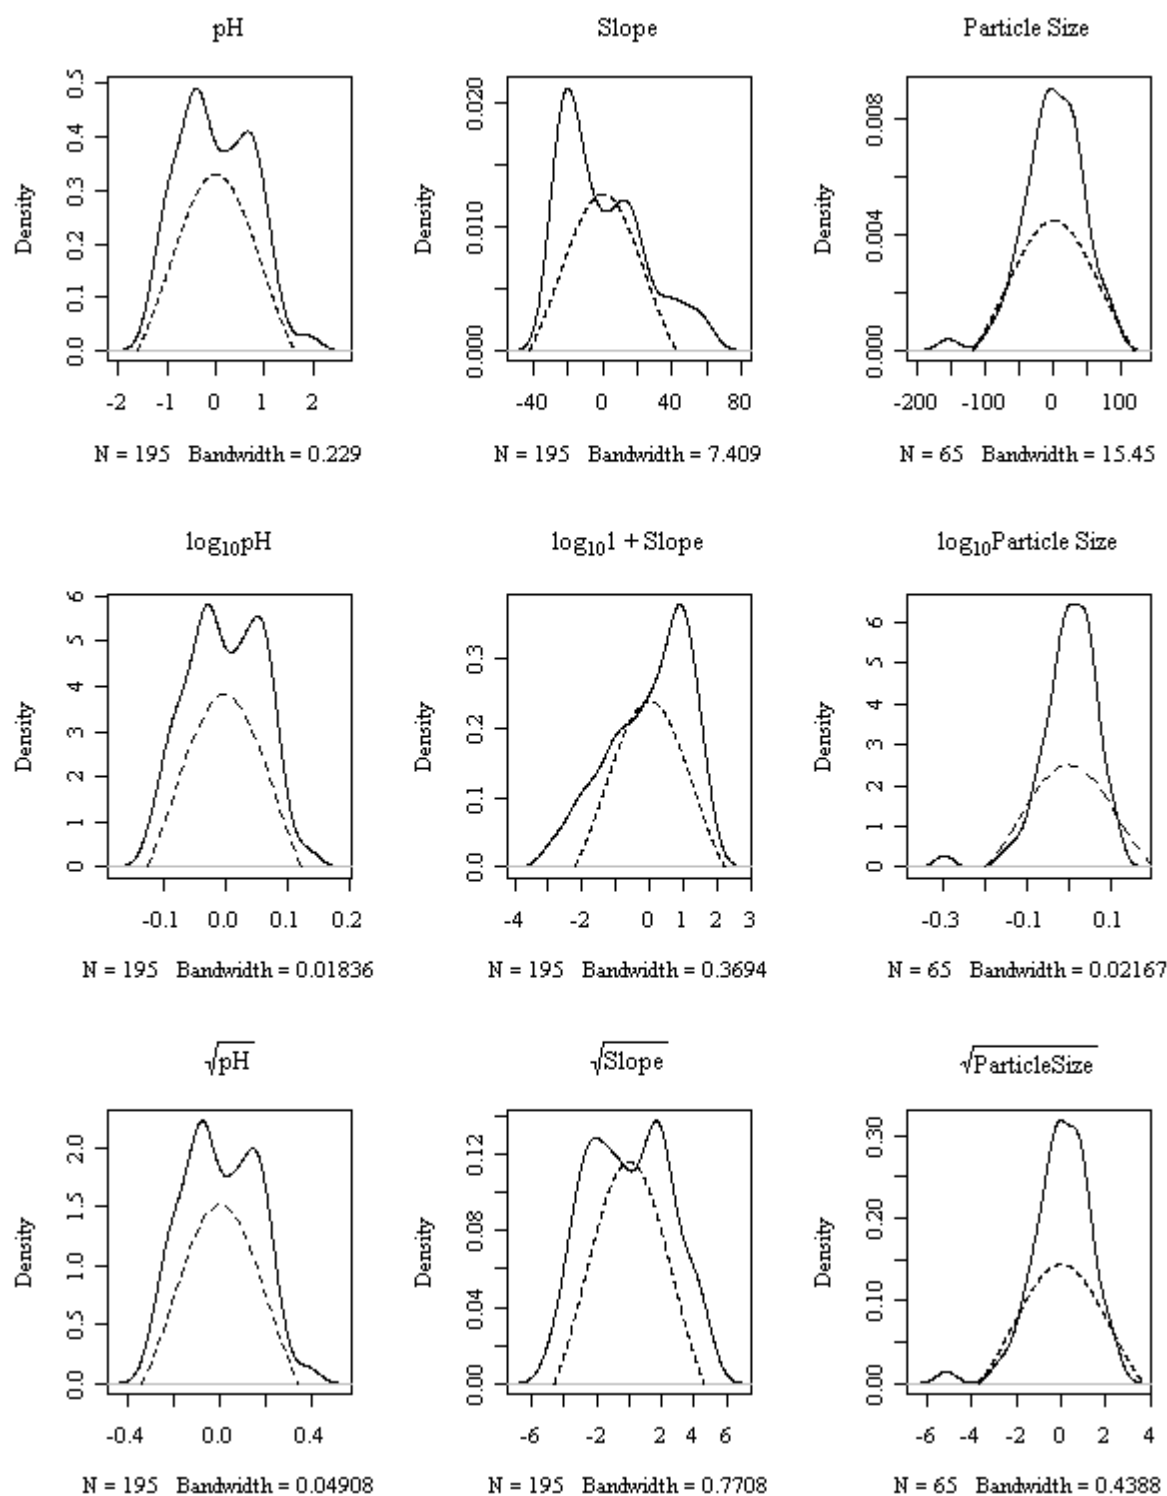 pH Slope Particle Size
Density 0.0 0.1 0.2 0.3 0.4 0.5
Density 0.000 0.010 0.020
Density 0.000 0.004 0.008
-2 -1 0 1 2
-40 0 40 80
-200 -100 0 100
N = 195 Bandwidth = 0.229
N = 195 Bandwidth = 7.409
N = 65 Bandwidth = 15.45
log₁₀pH log₁₀1 + Slope log₁₀Particle Size
Density 0 1 2 3 4 5 6
Density 0.0 0.1 0.2 0.3
Density 0 1 2 3 4 5 6
-0.1 0.0 0.1 0.2
-4 -2 0 1 2 3
-0.3 -0.1 0.1
N = 195 Bandwidth = 0.01836
N = 195 Bandwidth = 0.3694
N = 65 Bandwidth = 0.02167
√pH √Slope √ParticleSize
Density 0.0 0.5 1.0 1.5 2.0
Density 0.00 0.04 0.08 0.12
Density 0.00 0.10 0.20 0.30
-0.4 0.0 0.4
-6 -2 0 2 4 6
-6 -4 -2 0 2 4
N = 195 Bandwidth = 0.04908
N = 195 Bandwidth = 0.7708
N = 65 Bandwidth = 0.4388